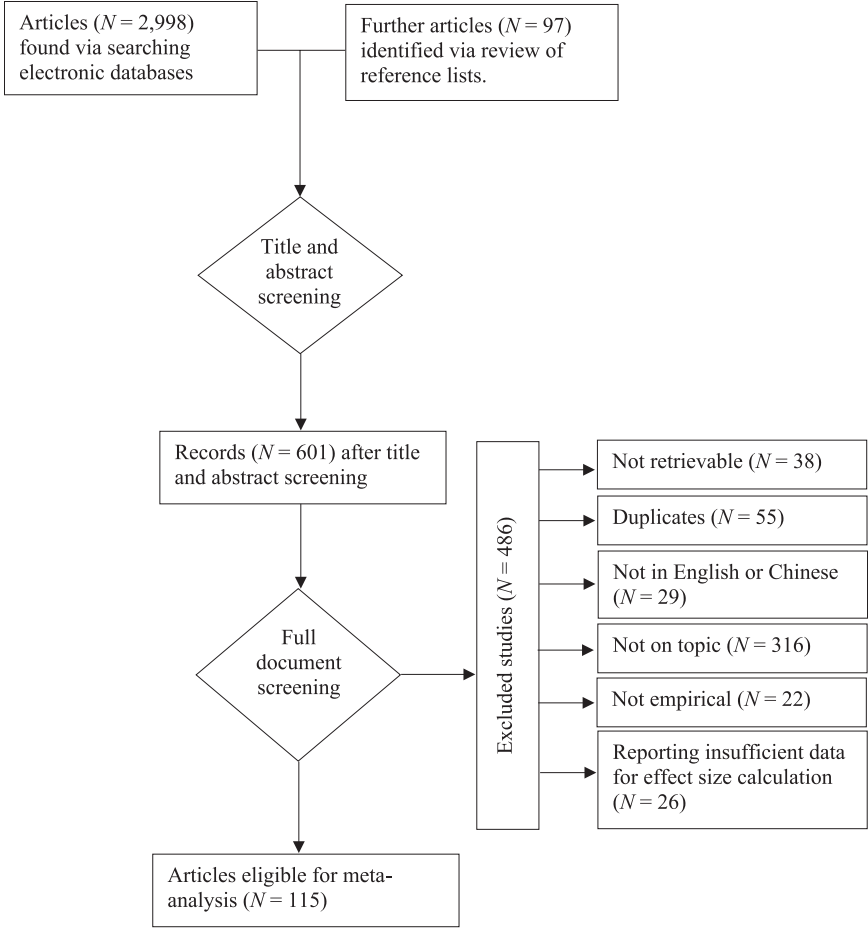 Articles (N = 2,998)
found via searching
electronic databases
Further articles (N = 97)
identified via review of
reference lists.
Title and
abstract
screening
Records (N = 601) after title
and abstract screening
Full
document
screening
Excluded studies (N = 486)
Not retrievable (N = 38)
Duplicates (N = 55)
Not in English or Chinese
(N = 29)
Not on topic (N = 316)
Not empirical (N = 22)
Reporting insufficient data
for effect size calculation
(N = 26)
Articles eligible for meta-
analysis (N = 115)